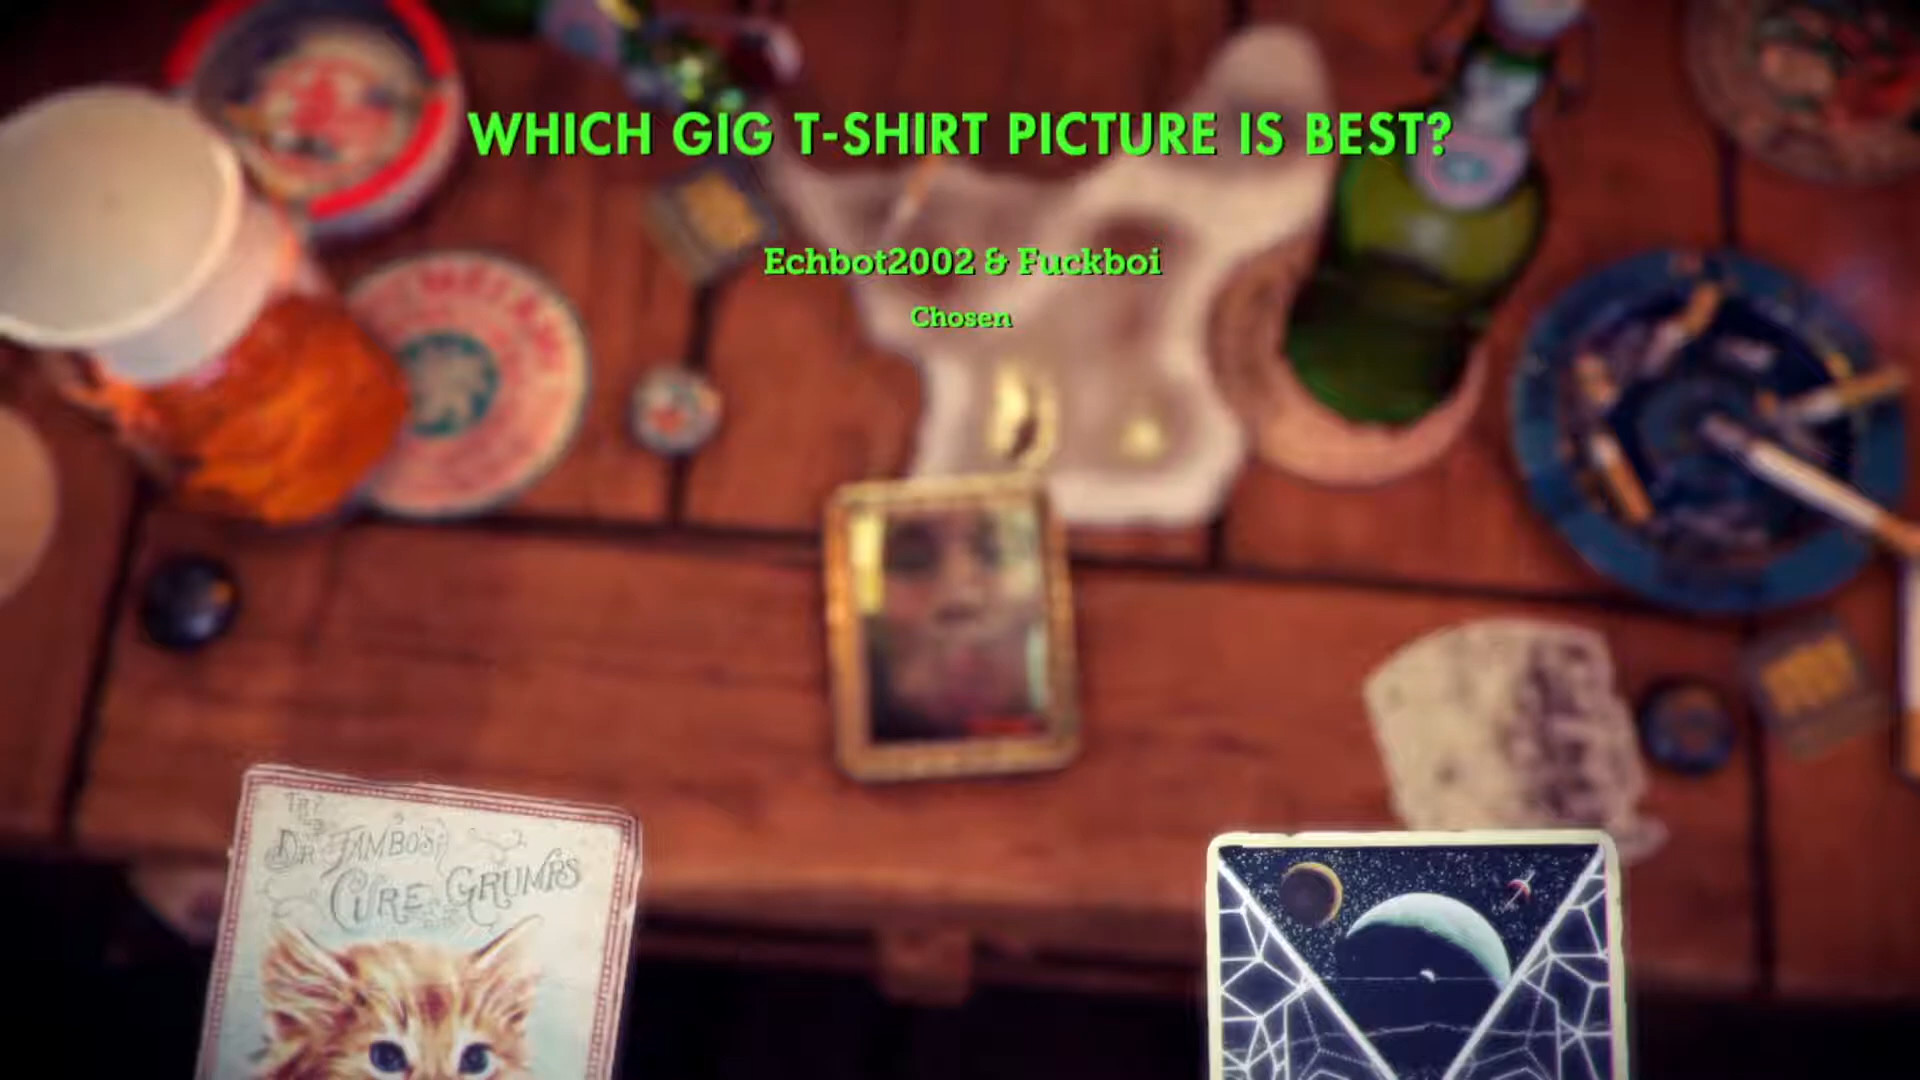 WHICH GIG T-SHIRT PICTURE IS BEST?
Echbot2002 & Fuckboi
Chosen
DR JAMBO'S
CURE GRUMPS